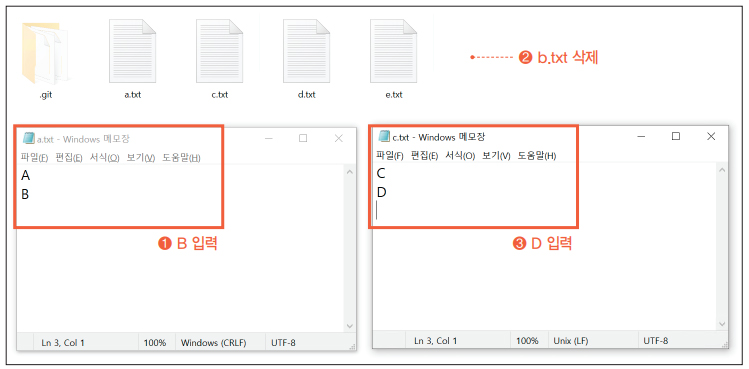 .git
a.txt
c.txt
d.txt
e.txt
❷ b.txt 삭제
a.txt - Windows 메모장
파일(F) 편집(E) 서식(O) 보기(V) 도움말(H)
A
B
❶ B 입력
Ln 3, Col 1 100% Windows (CRLF) UTF-8
c.txt - Windows 메모장
파일(F) 편집(E) 서식(O) 보기(V) 도움말(H)
C
D
❸ D 입력
Ln 3, Col 1 100% Unix (LF) UTF-8